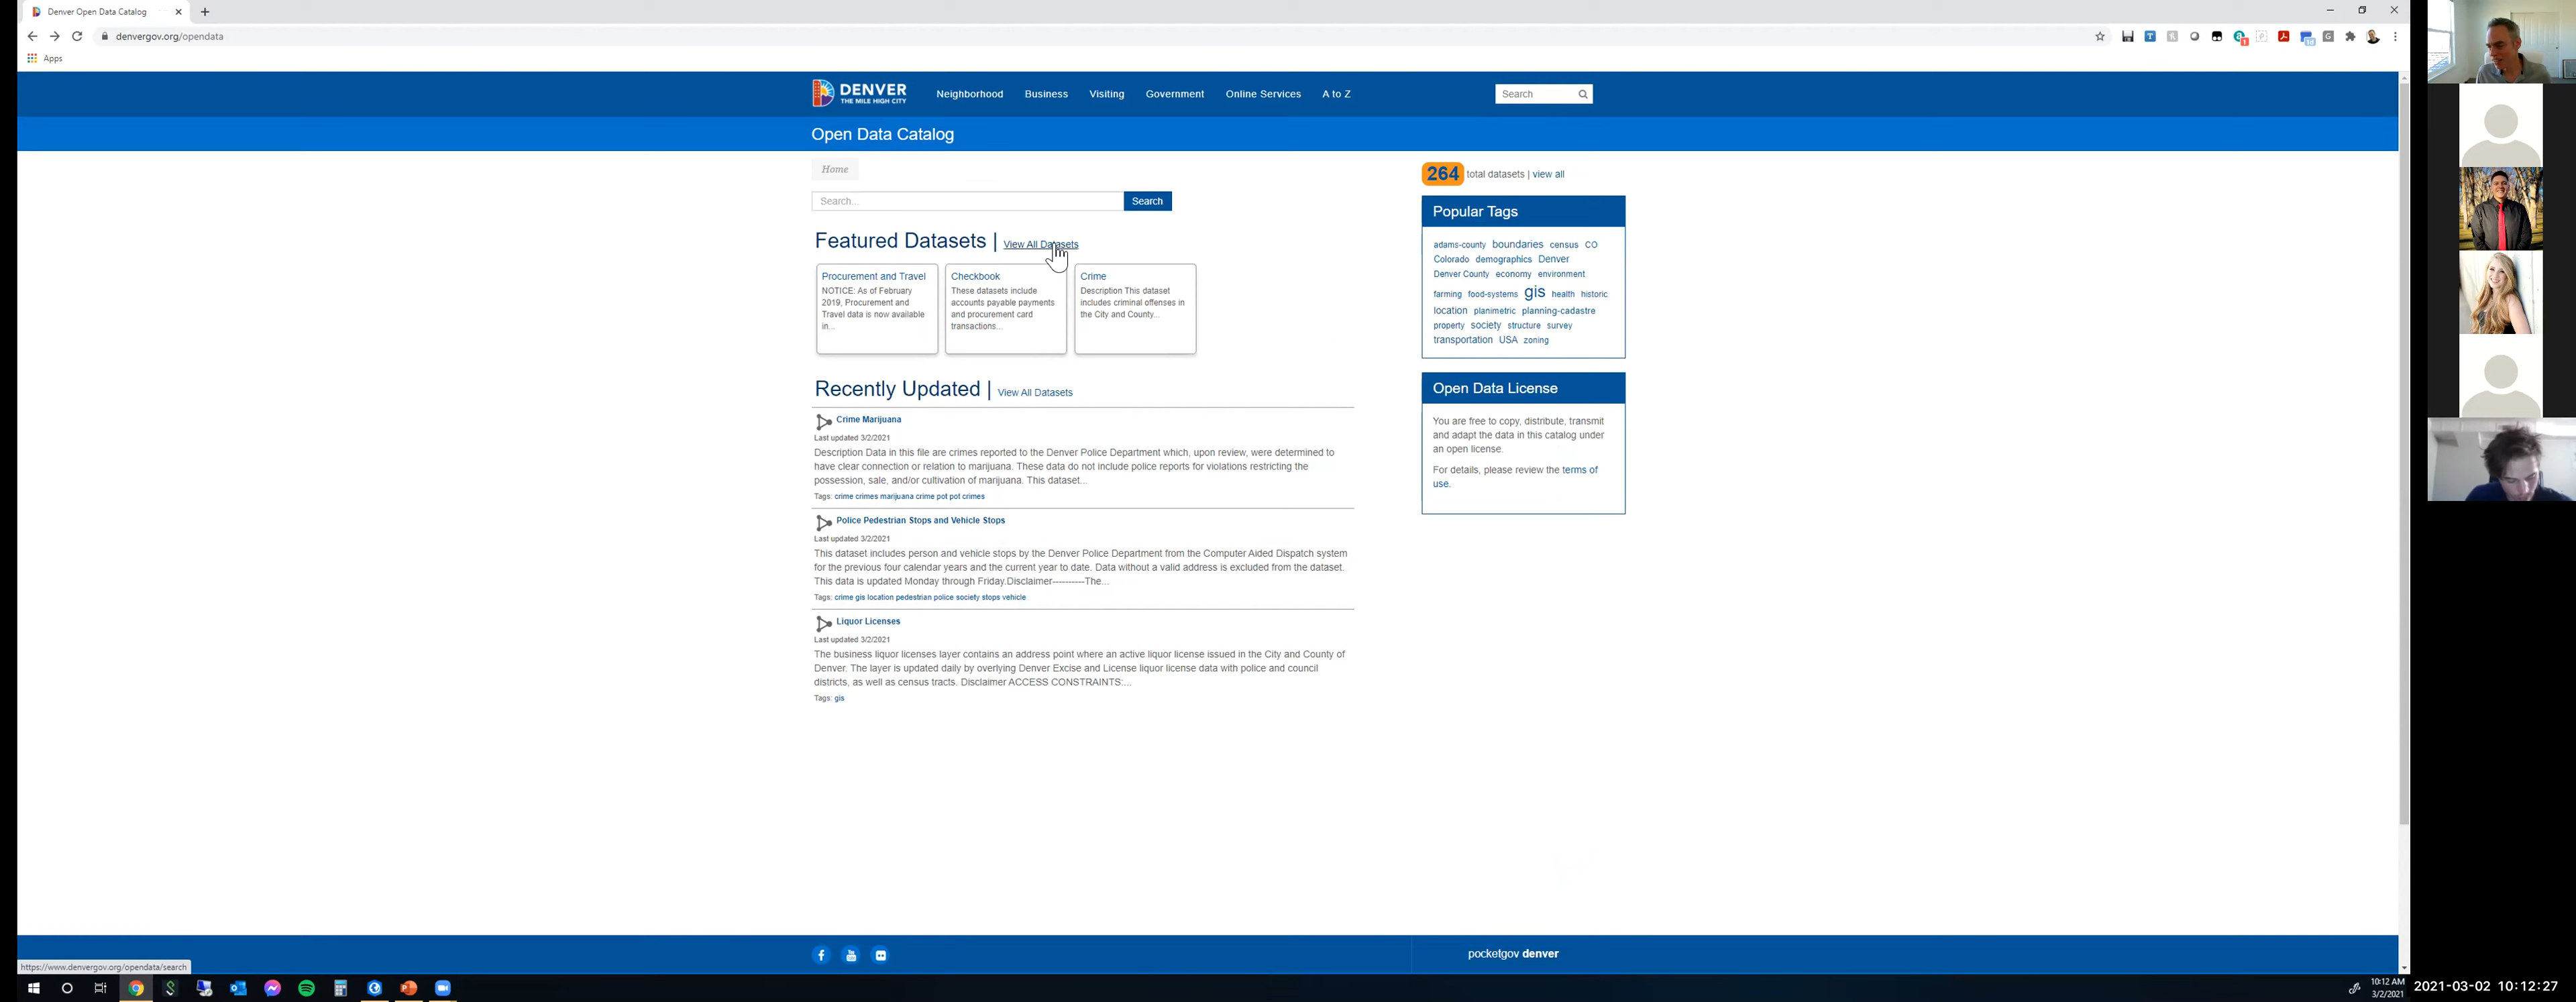 Denver Open Data Catalog
denvergov.org/opendata
Apps
DENVER
THE MILE HIGH CITY
Neighborhood Business Visiting Government Online Services A to Z
Search
Open Data Catalog
Home
Search...
Search
Featured Datasets | View All Datasets
Procurement and Travel
NOTICE: As of February
2019, Procurement and
Travel data is now available
in...
Checkbook
These datasets include
accounts payable payments
and procurement card
transactions...
Crime
Description This dataset
includes criminal offenses in
the City and County...
Recently Updated | View All Datasets
Crime Marijuana
Last updated 3/2/2021
Description Data in this file are crimes reported to the Denver Police Department which, upon review, were determined to
have clear connection or relation to marijuana. These data do not include police reports for violations restricting the
possession, sale, and/or cultivation of marijuana. This dataset...
Tags: crime crimes marijuana crime pot pot crimes
Police Pedestrian Stops and Vehicle Stops
Last updated 3/2/2021
This dataset includes person and vehicle stops by the Denver Police Department from the Computer Aided Dispatch system
for the previous four calendar years and the current year to date. Data without a valid address is excluded from the dataset.
This data is updated Monday through Friday.Disclaimer----------The...
Tags: crime gis location pedestrian police society stops vehicle
Liquor Licenses
Last updated 3/2/2021
The business liquor licenses layer contains an address point where an active liquor license issued in the City and County of
Denver. The layer is updated daily by overlying Denver Excise and License liquor license data with police and council
districts, as well as census tracts. Disclaimer ACCESS CONSTRAINTS:...
Tags: gis
264 total datasets | view all
Popular Tags
adams-county boundaries census CO
Colorado demographics Denver
Denver County economy environment
farming food-systems gis health historic
location planimetric planning-cadastre
property society structure survey
transportation USA zoning
Open Data License
You are free to copy, distribute, transmit
and adapt the data in this catalog under
an open license.
For details, please review the terms of
use.
pocketgov denver
https://www.denvergov.org/opendata/search
10:12 AM
3/2/2021
2021-03-02 10:12:27